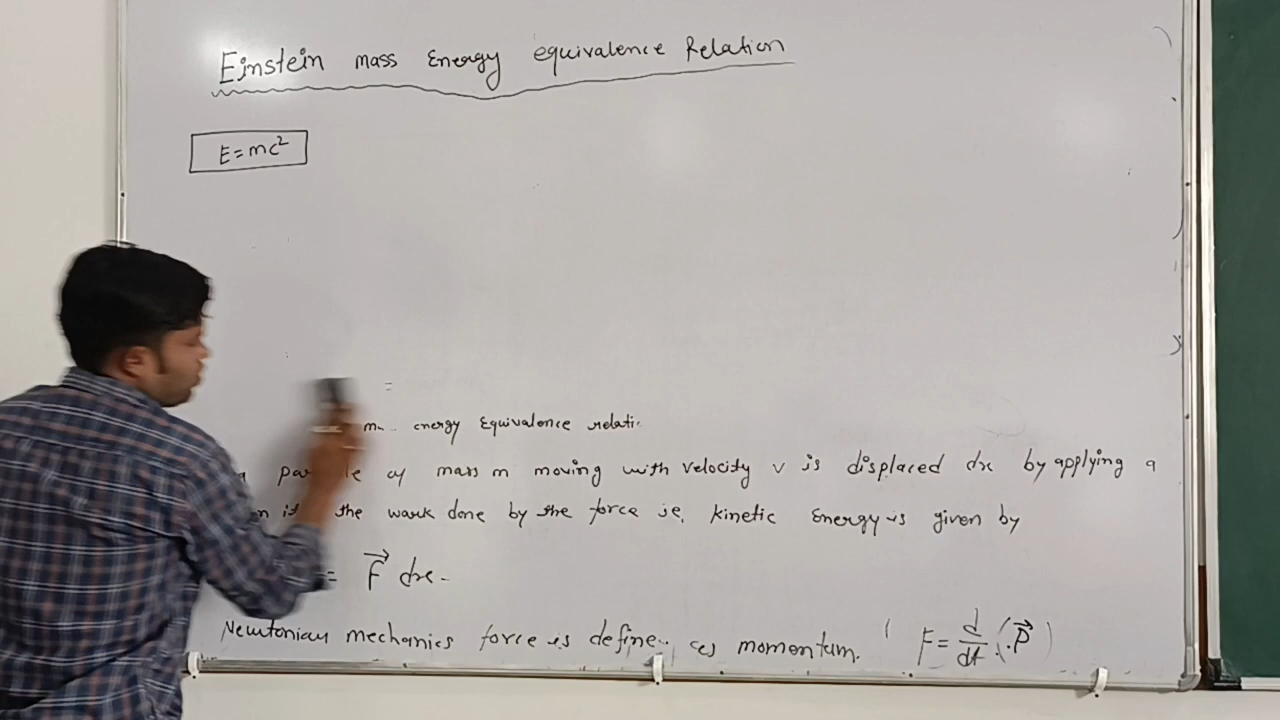 Einstein mass Energy equivalence Relation
E=mc²
=
energy Equivalence relati
of mass m moving with velocity v is displaced dx by applying a
the work done by the force ie, kinetic Energy is given by
= F⃗ dx
Newtonian mechanics force is define as momentum. ( F = d/dt (P⃗)